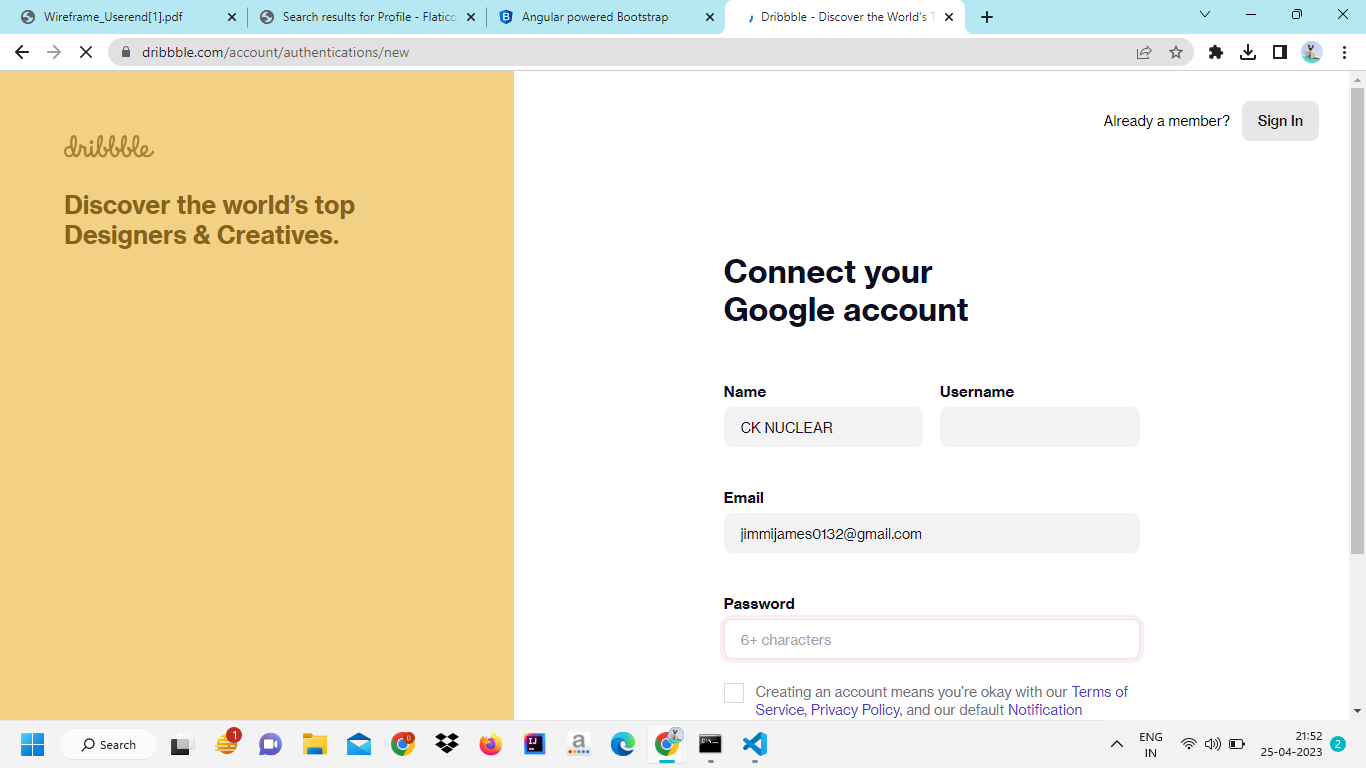 Wireframe_Userend[1].pdf
Search results for Profile - Flatico
Angular powered Bootstrap
Dribbble - Discover the World's T
dribbble.com/account/authentications/new
dribbble
Discover the world's top
Designers & Creatives.
Already a member?
Sign In
Connect your
Google account
Name
Username
CK NUCLEAR
Email
jimmijames0132@gmail.com
Password
6+ characters
Creating an account means you're okay with our Terms of
Service, Privacy Policy, and our default Notification
Search
1
D
IJ
a
ENG
IN
21:52
25-04-2023
2